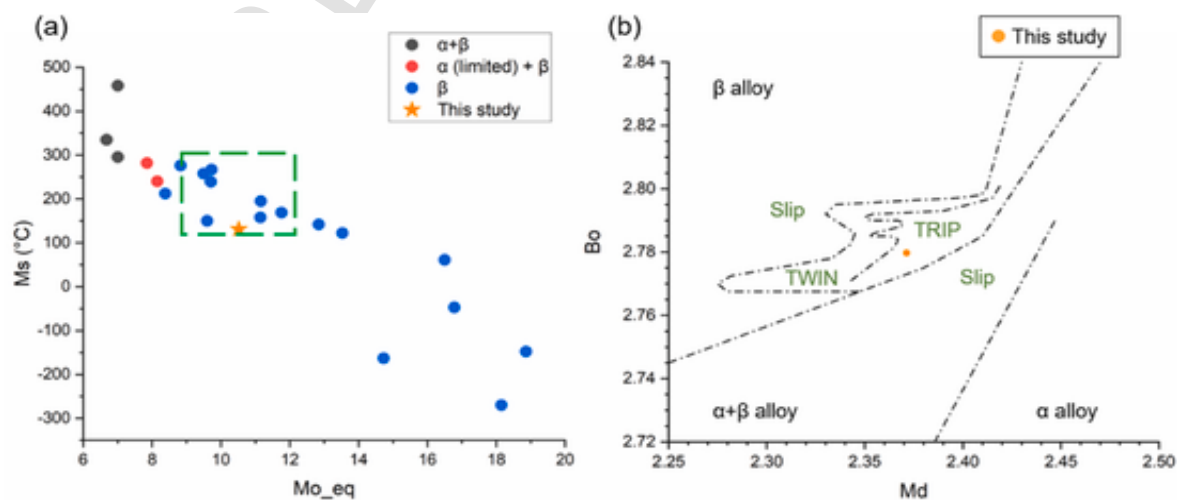 (a)
α+β
α (limited) + β
β
This study
500
400
300
200
100
0
-100
-200
-300
Ms (°C)
6 8 10 12 14 16 18 20
Mo_eq
(b)
This study
2.84
2.82
2.80
2.78
2.76
2.74
2.72
Bo
β alloy
Slip
TRIP
TWIN
Slip
α+β alloy
α alloy
2.25 2.30 2.35 2.40 2.45 2.50
Md